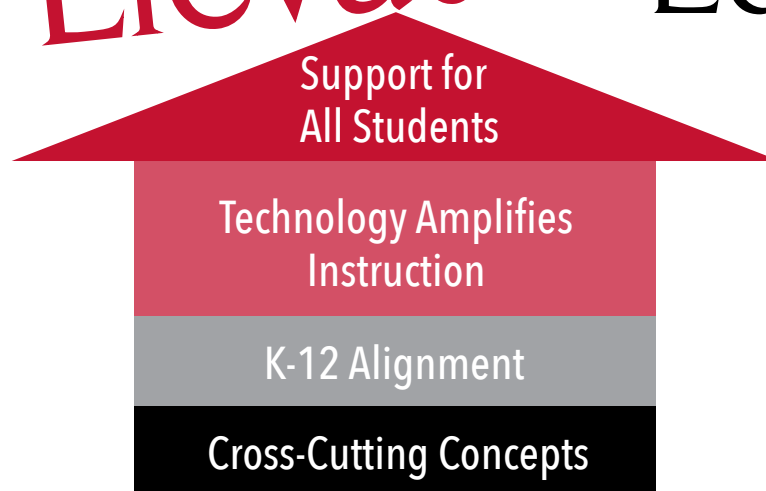 Support for
All Students
Technology Amplifies
Instruction
K-12 Alignment
Cross-Cutting Concepts